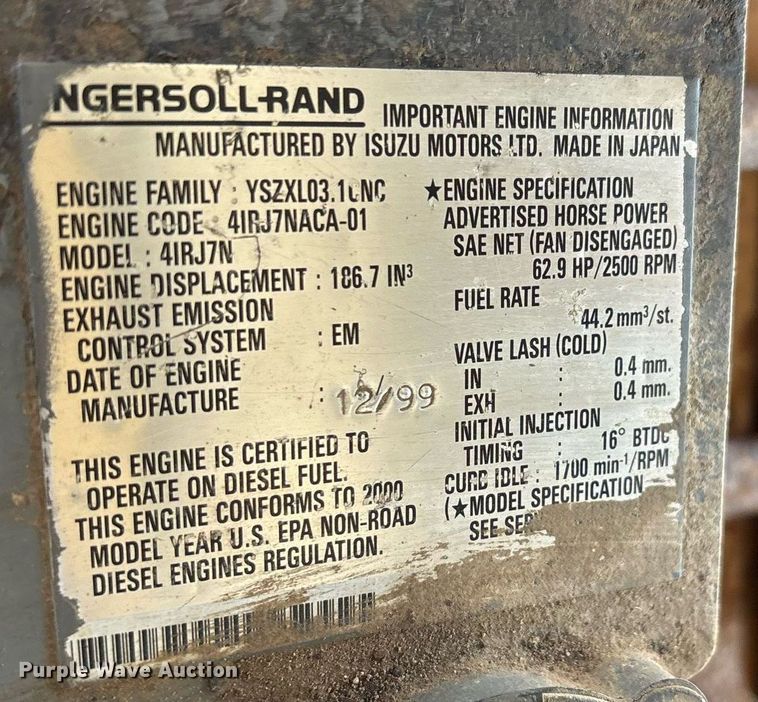 NGERSOLL-RAND IMPORTANT ENGINE INFORMATION
MANUFACTURED BY ISUZU MOTORS LTD. MADE IN JAPAN
ENGINE FAMILY : 
ENGINE CODE : 4IRJ7NACA-01
MODEL : 4IRJ7N
ENGINE DISPLACEMENT : 186.7 IN³
EXHAUST EMISSION
CONTROL SYSTEM : EM
DATE OF ENGINE
MANUFACTURE : 12/99
THIS ENGINE IS CERTIFIED TO
OPERATE ON DIESEL FUEL.
THIS ENGINE CONFORMS TO 2000
MODEL YEAR U.S. EPA NON-ROAD
DIESEL ENGINES REGULATION.
★ENGINE SPECIFICATION
ADVERTISED HORSE POWER
SAE NET (FAN DISENGAGED)
62.9 HP/2500 RPM
FUEL RATE
44.2 mm³/st.
VALVE LASH (COLD)
IN : 0.4 mm.
EXH : 0.4 mm.
INITIAL INJECTION
TIMING : 16° BTDC
CURB IDLE : 1700 min⁻¹/RPM
(★MODEL SPECIFICATION
SEE
Purple Wave Auction